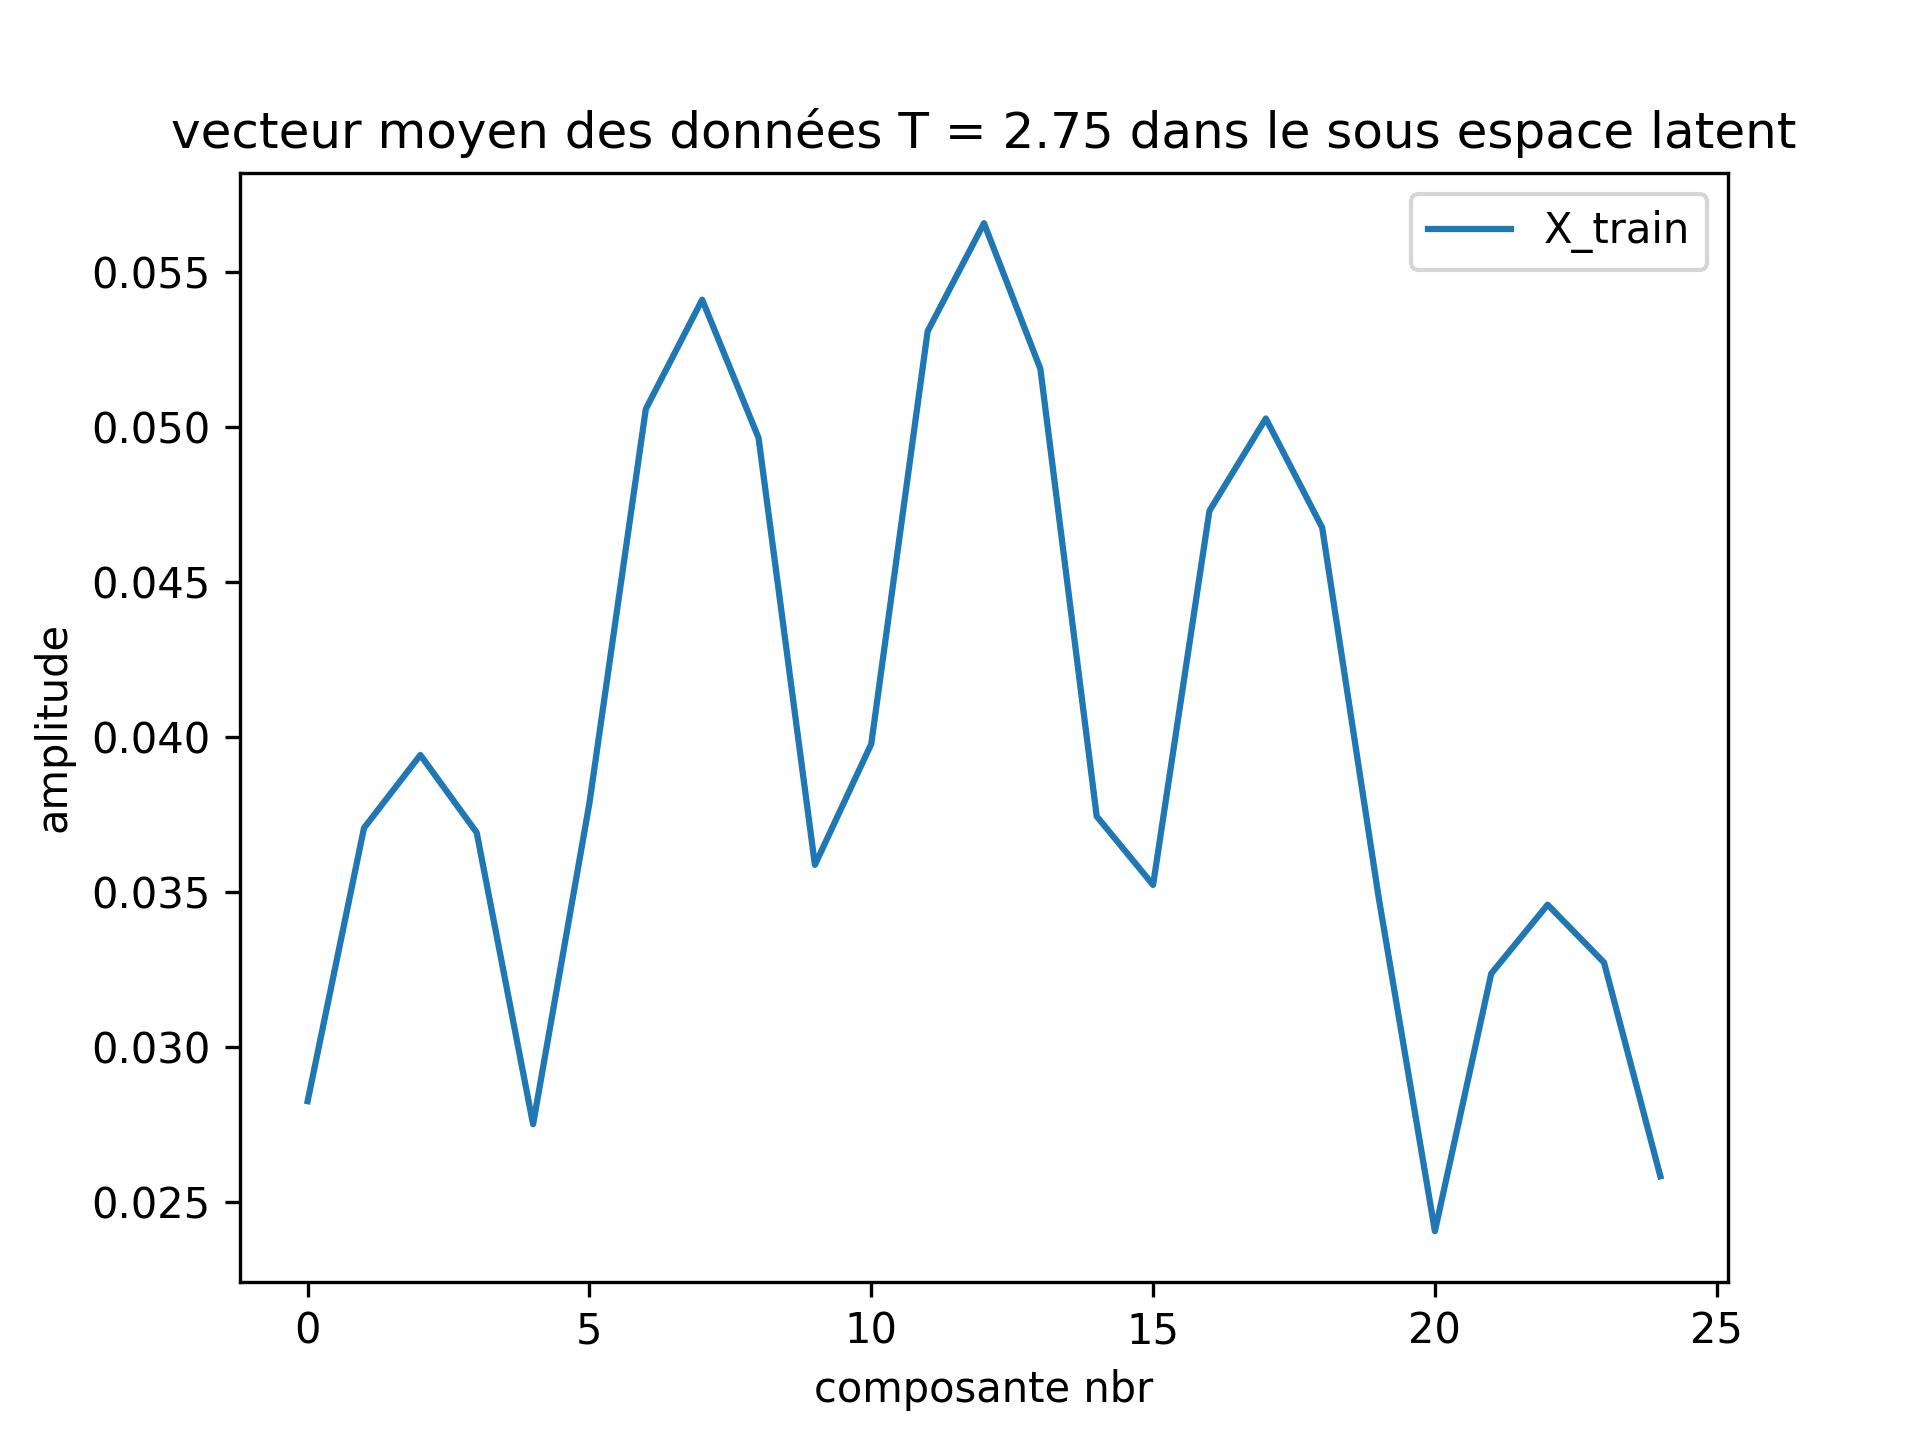 vecteur moyen des données T = 2.75 dans le sous espace latent
X_train
amplitude
0.055
0.050
0.045
0.040
0.035
0.030
0.025
0 5 10 15 20 25
composante nbr